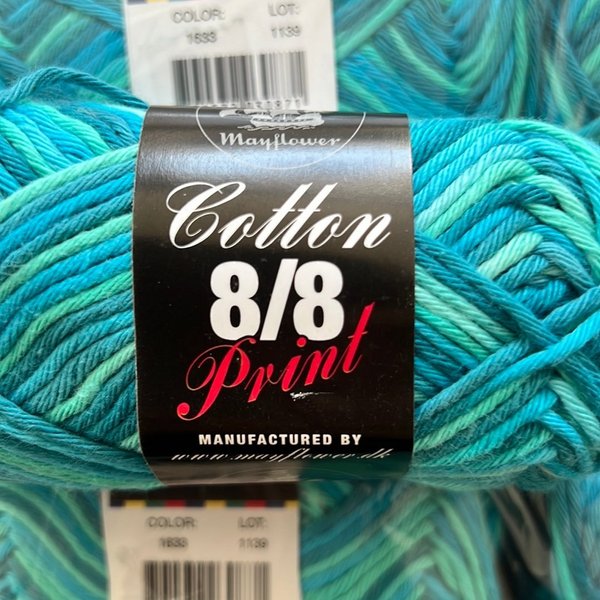 COLOR: LOT:
1633 1139
Mayflower
Cotton
8/8
Print
MANUFACTURED BY
www.mayflower.dk
COLOR: LOT:
1633 1139